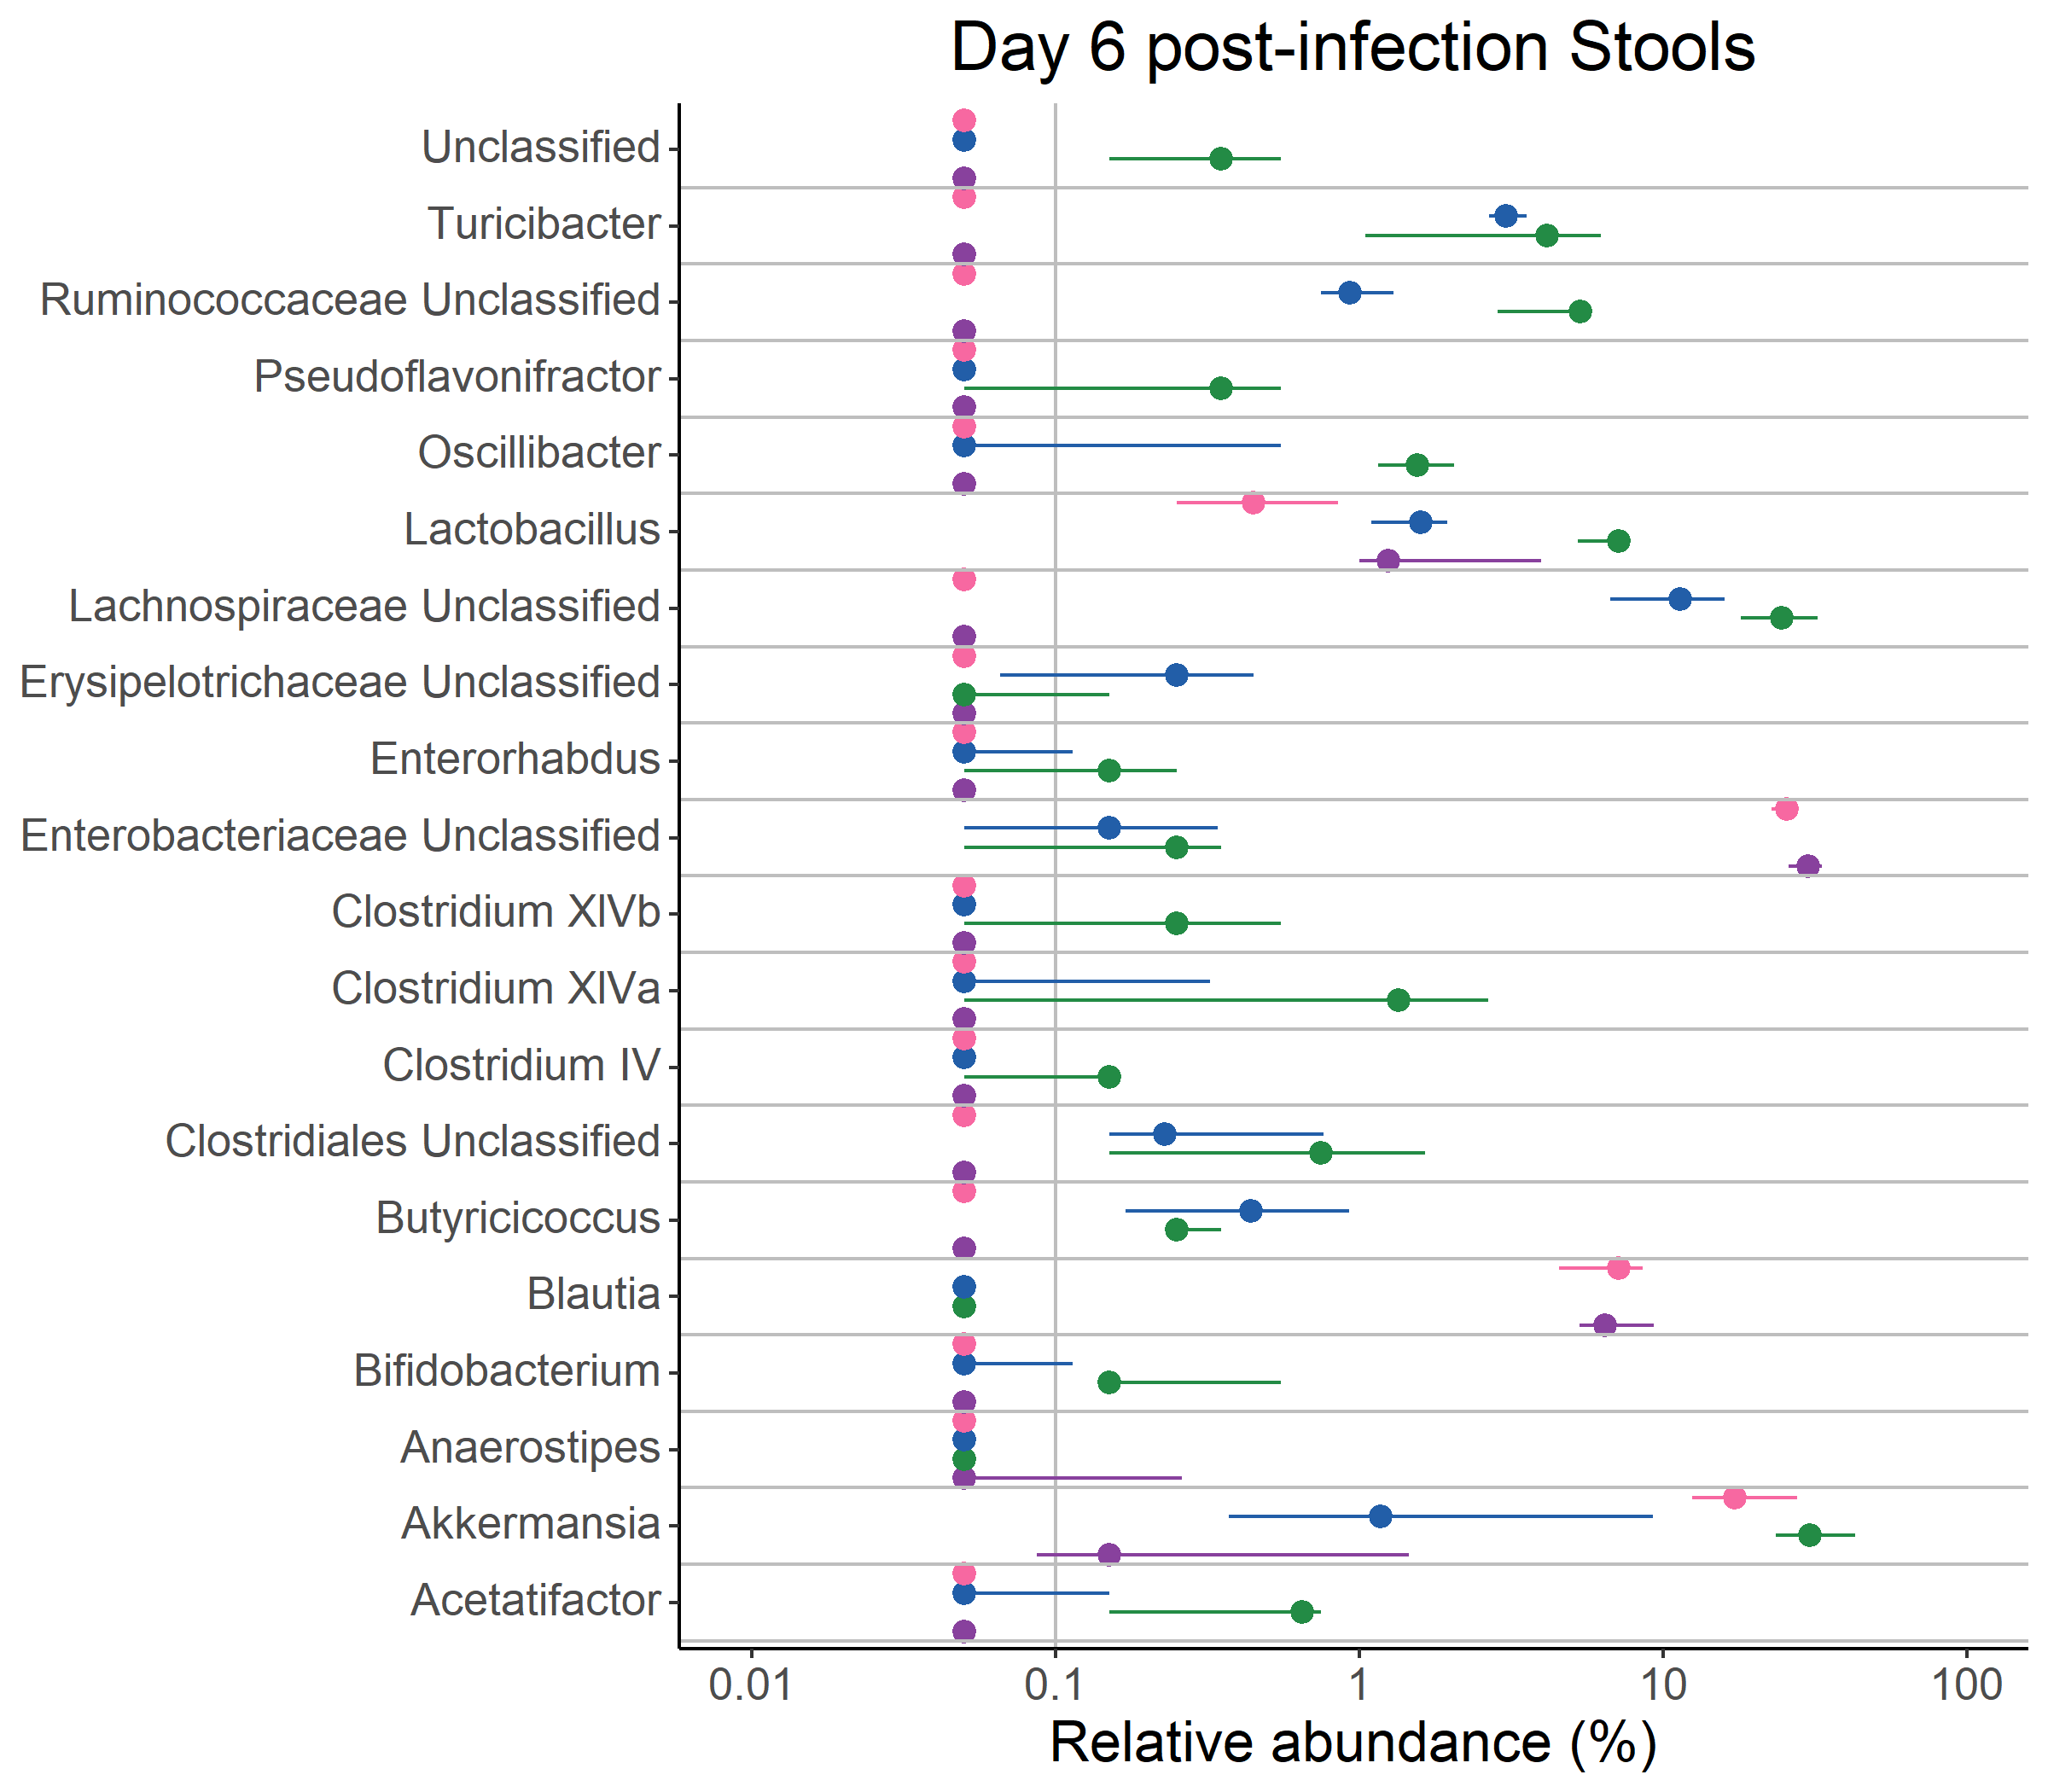 Day 6 post-infection Stools
Unclassified
Turicibacter
Ruminococcaceae Unclassified
Pseudoflavonifractor
Oscillibacter
Lactobacillus
Lachnospiraceae Unclassified
Erysipelotrichaceae Unclassified
Enterorhabdus
Enterobacteriaceae Unclassified
Clostridium XlVb
Clostridium XlVa
Clostridium IV
Clostridiales Unclassified
Butyricicoccus
Blautia
Bifidobacterium
Anaerostipes
Akkermansia
Acetatifactor
0.01 0.1 1 10 100
Relative abundance (%)